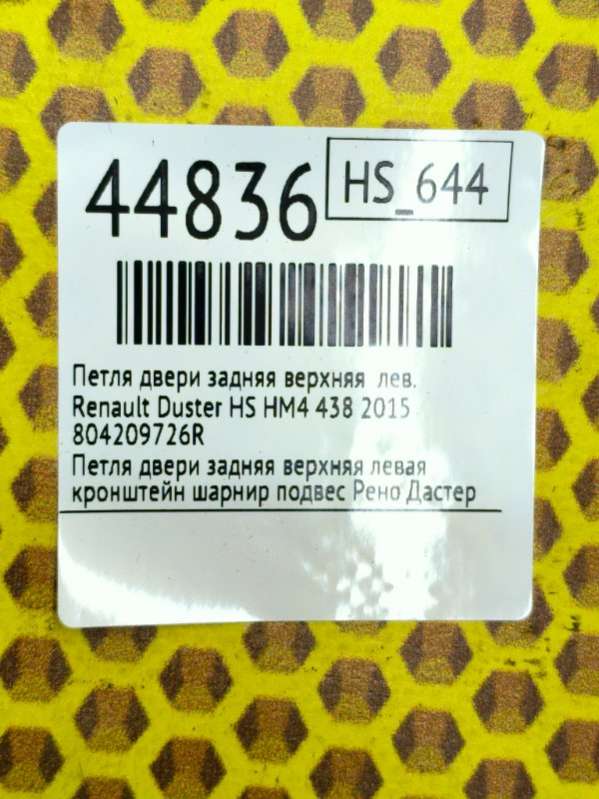 44836
HS_644
Петля двери задняя верхняя лев.
Renault Duster HS HM4 438 2015
804209726R
Петля двери задняя верхняя левая
кронштейн шарнир подвес Рено Дастер